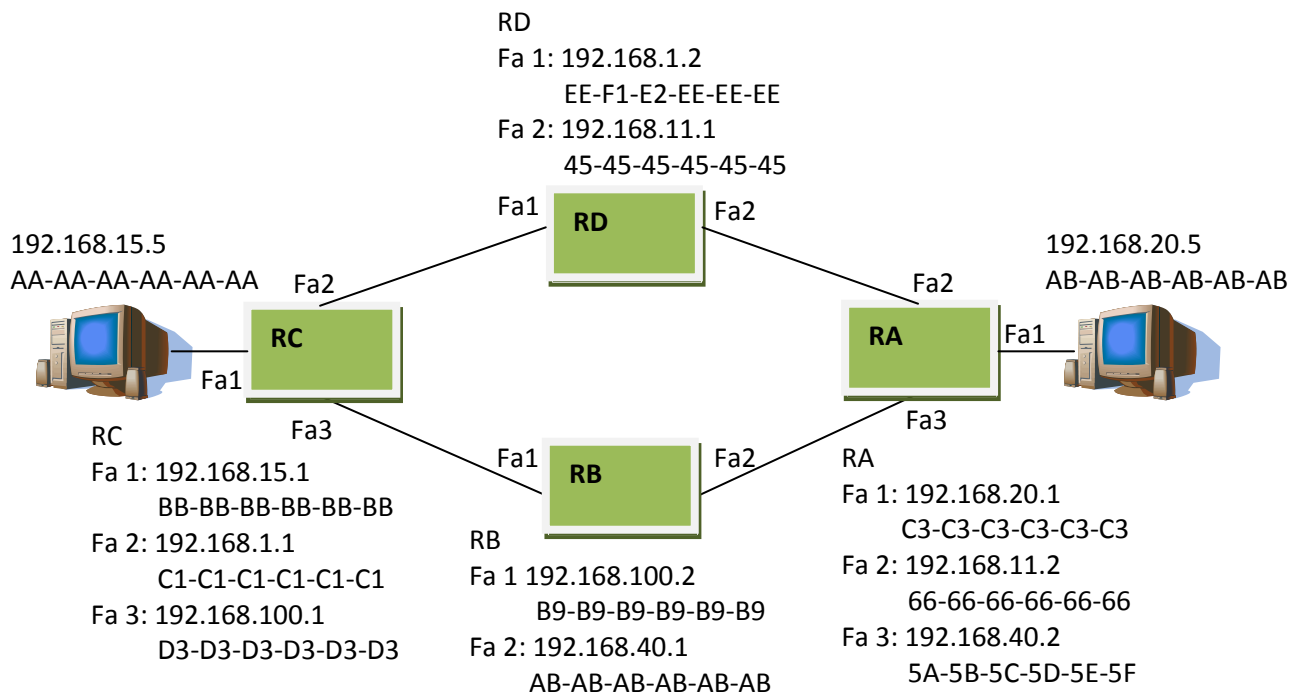 RD
Fa 1: 192.168.1.2
EE-F1-E2-EE-EE-EE
Fa 2: 192.168.11.1
45-45-45-45-45-45
Fa1
RD
Fa2
192.168.15.5
AA-AA-AA-AA-AA-AA
192.168.20.5
AB-AB-AB-AB-AB-AB
Fa2
RC
Fa1
Fa3
Fa2
RA
Fa1
Fa3
Fa1
RB
Fa2
RC
Fa 1: 192.168.15.1
BB-BB-BB-BB-BB-BB
Fa 2: 192.168.1.1
C1-C1-C1-C1-C1-C1
Fa 3: 192.168.100.1
D3-D3-D3-D3-D3-D3
RB
Fa 1 192.168.100.2
B9-B9-B9-B9-B9-B9
Fa 2: 192.168.40.1
AB-AB-AB-AB-AB-AB
RA
Fa 1: 192.168.20.1
C3-C3-C3-C3-C3-C3
Fa 2: 192.168.11.2
66-66-66-66-66-66
Fa 3: 192.168.40.2
5A-5B-5C-5D-5E-5F